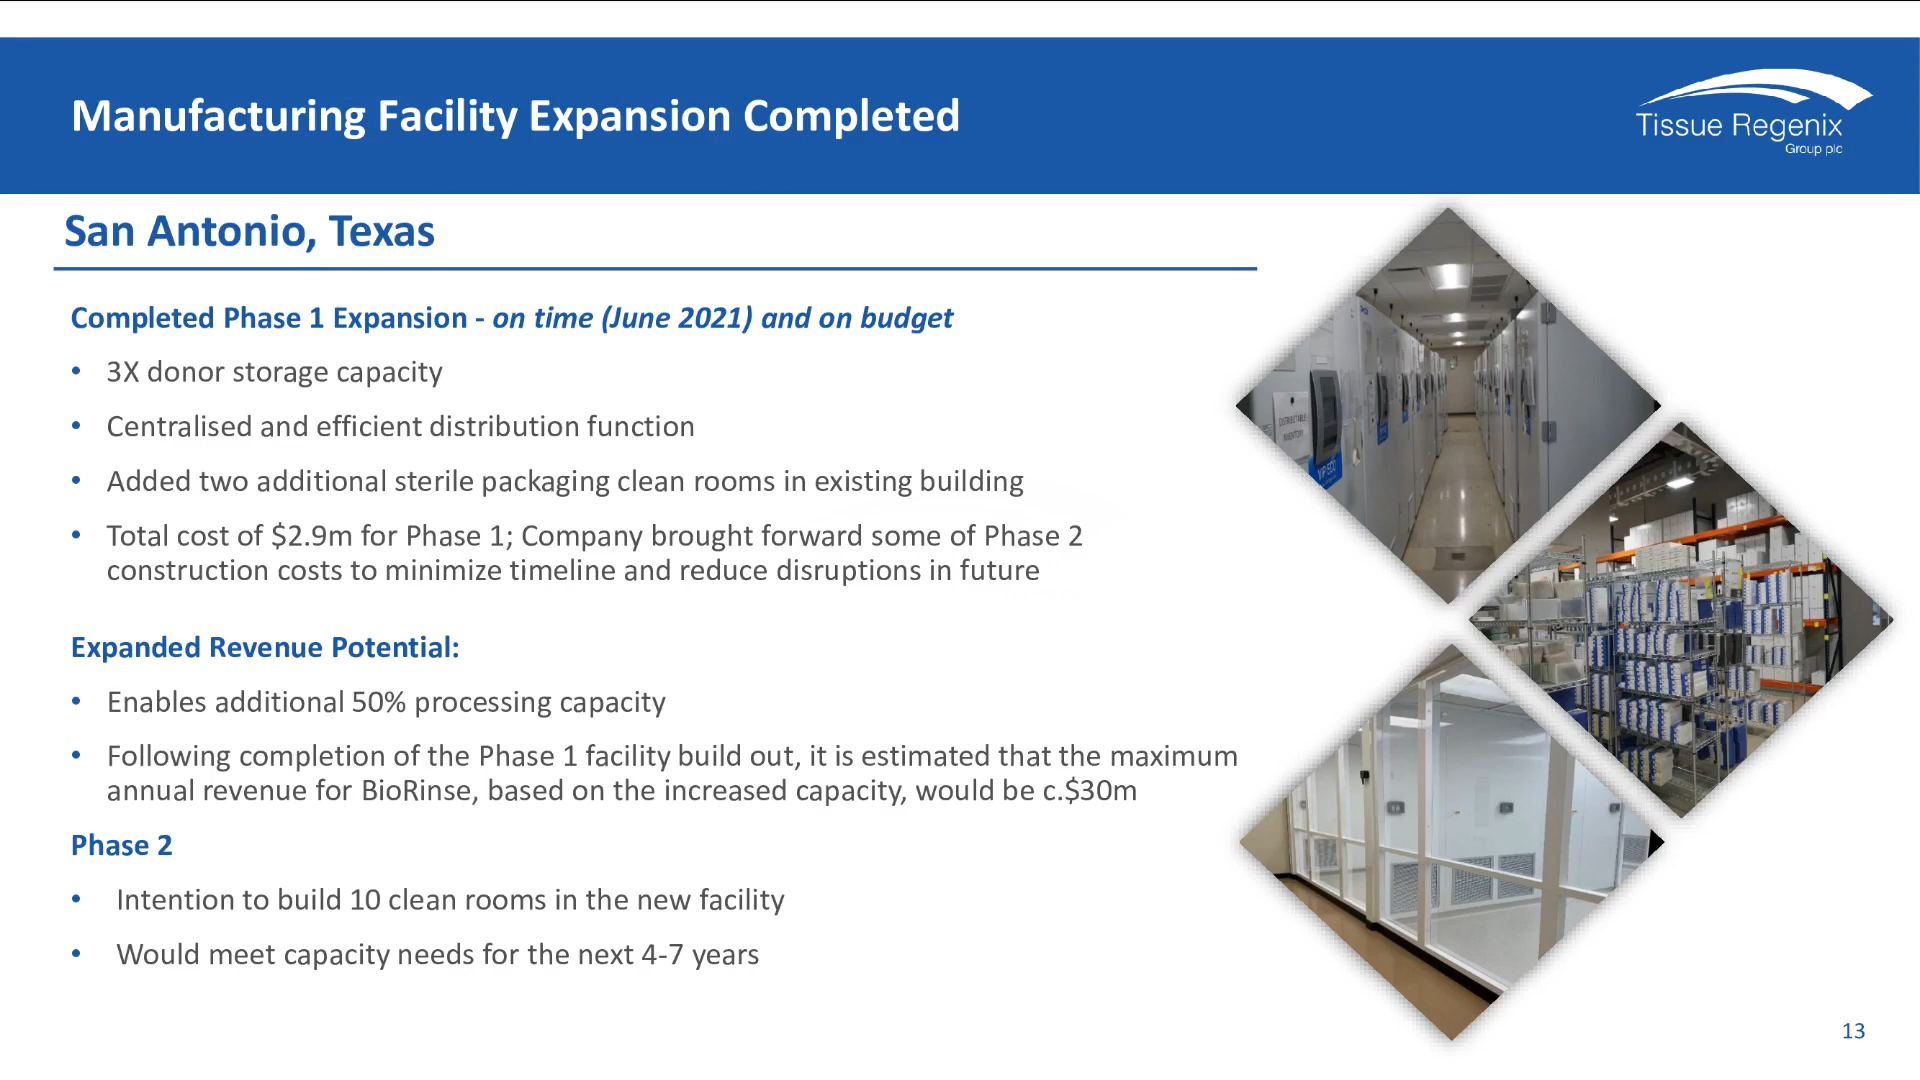 Manufacturing Facility Expansion Completed
Tissue Regenix
Group plc
San Antonio, Texas
Completed Phase 1 Expansion - on time (June 2021) and on budget
• 3X donor storage capacity
• Centralised and efficient distribution function
• Added two additional sterile packaging clean rooms in existing building
• Total cost of $2.9m for Phase 1; Company brought forward some of Phase 2
construction costs to minimize timeline and reduce disruptions in future
Expanded Revenue Potential:
• Enables additional 50% processing capacity
• Following completion of the Phase 1 facility build out, it is estimated that the maximum
annual revenue for BioRinse, based on the increased capacity, would be c.$30m
Phase 2
• Intention to build 10 clean rooms in the new facility
• Would meet capacity needs for the next 4-7 years
DISTRIBUTABLE
INVENTORY
VIP ECO
13